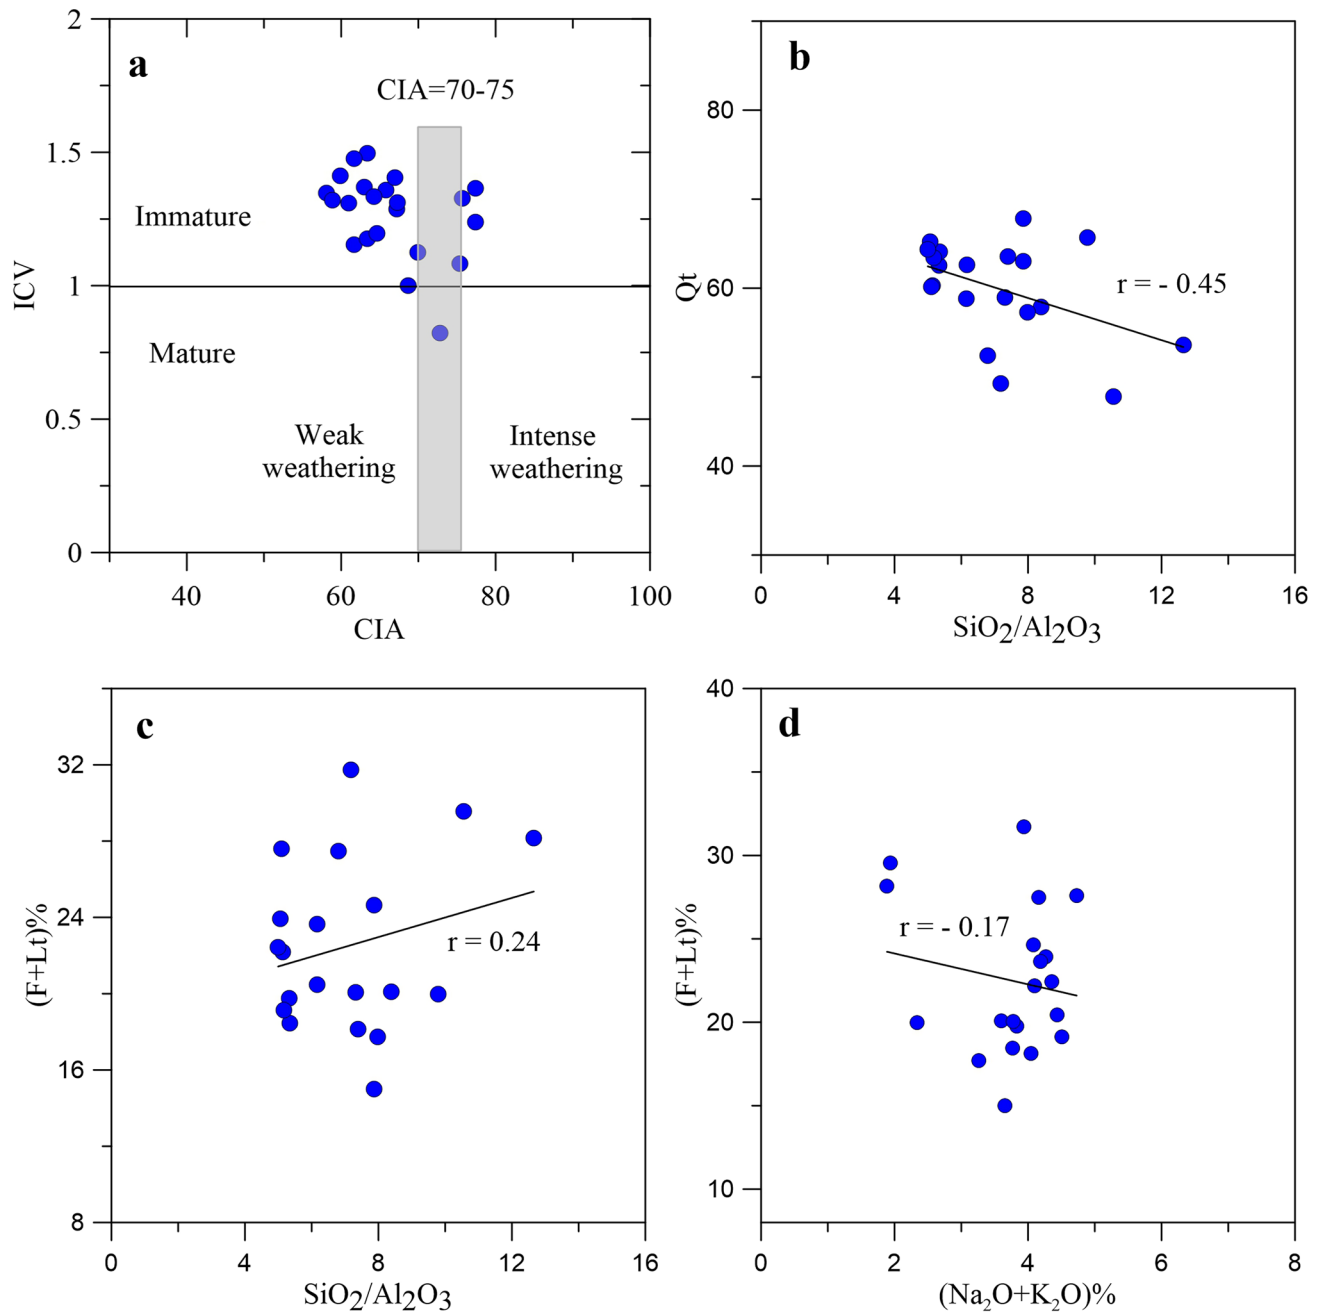 a
CIA=70-75
2
1.5
1
0.5
0
ICV
Immature
Mature
Weak
weathering
Intense
weathering
40 60 80 100
CIA
b
80
60
40
Qt
r = - 0.45
0 4 8 12 16
SiO₂/Al₂O₃
c
32
24
16
8
(F+Lt)%
r = 0.24
0 4 8 12 16
SiO₂/Al₂O₃
d
40
30
20
10
(F+Lt)%
r = - 0.17
0 2 4 6 8
(Na₂O+K₂O)%